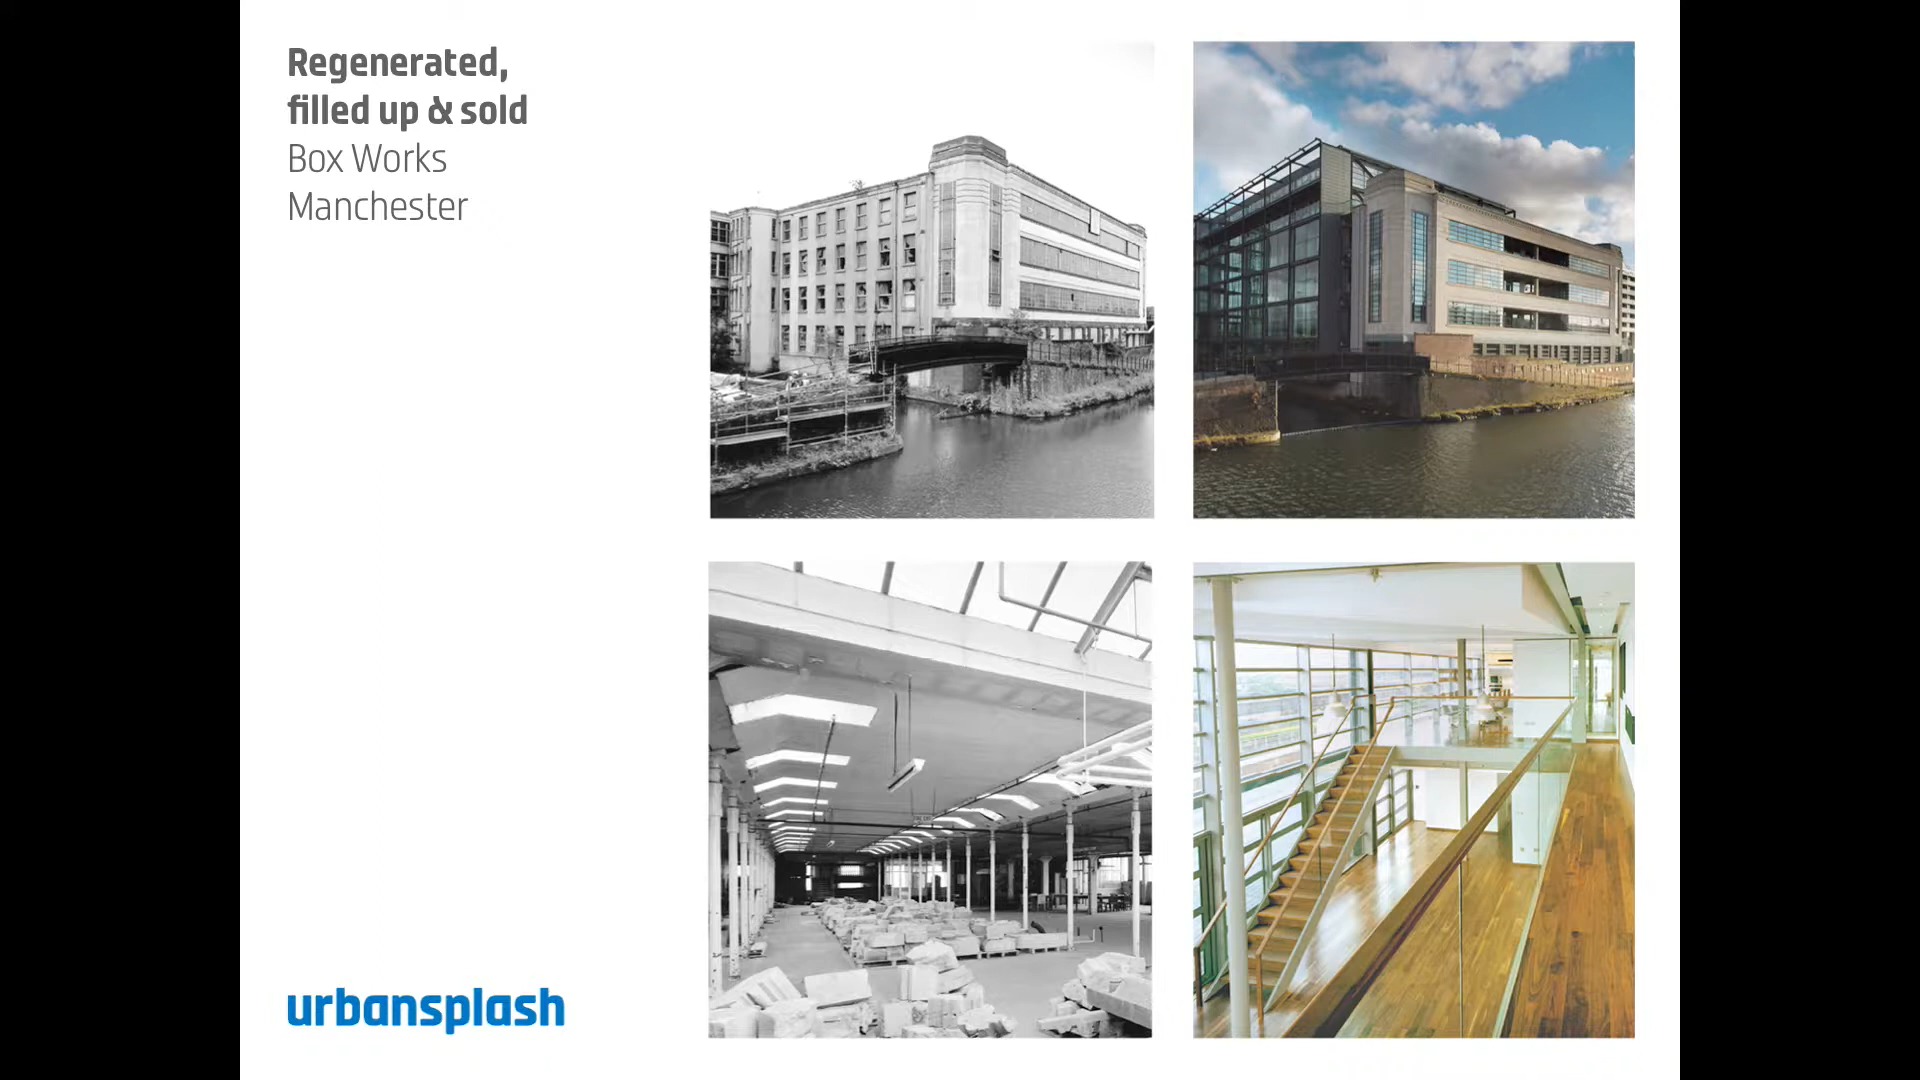 Regenerated,
filled up & sold
Box Works
Manchester
urbansplash